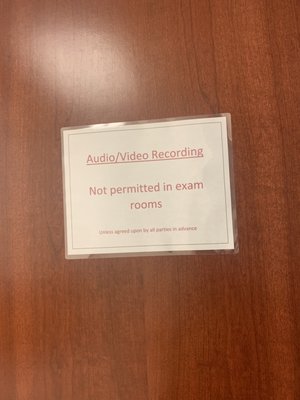 Audio/Video Recording
Not permitted in exam
rooms
Unless agreed upon by all parties in advance